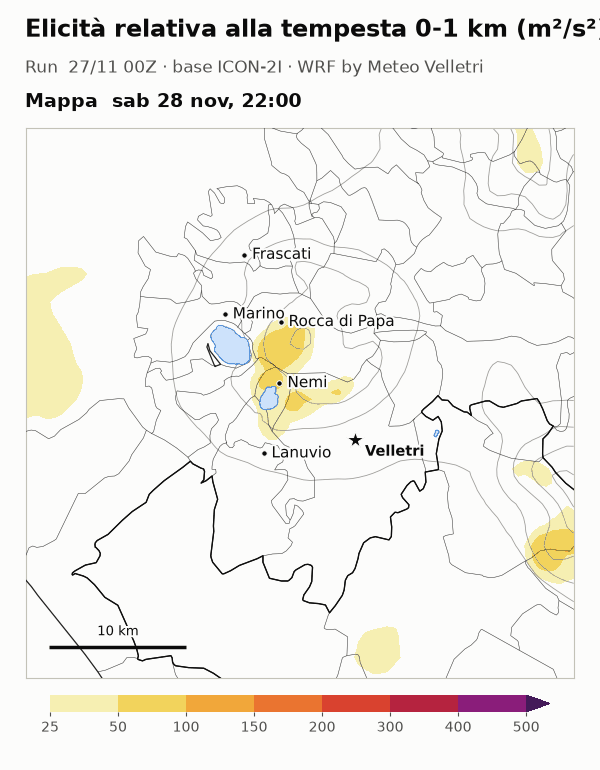 Elicità relativa alla tempesta 0-1 km (m²/s²)
Run 27/11 00Z · base ICON-2I · WRF by Meteo Velletri
Mappa sab 28 nov, 22:00
Frascati
Marino
Rocca di Papa
Nemi
Velletri
Lanuvio
10 km
25 50 100 150 200 300 400 500